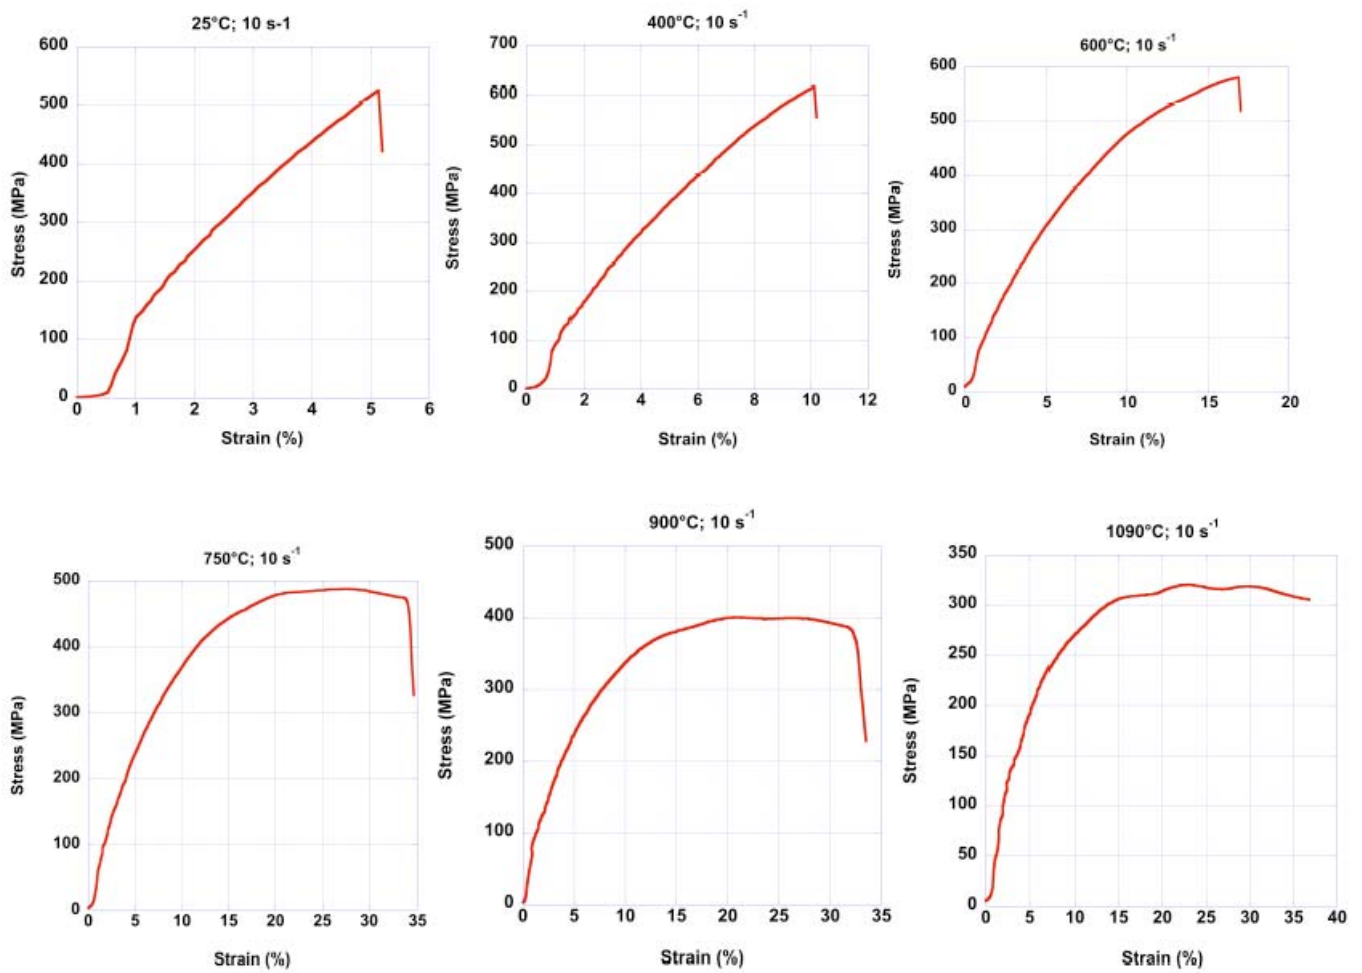 25°C; 10 s-1
600
500
400
300
200
100
0
Stress (MPa)
0 1 2 3 4 5 6
Strain (%)
400°C; 10 s⁻¹
700
600
500
400
300
200
100
0
Stress (MPa)
0 2 4 6 8 10 12
Strain (%)
600°C; 10 s⁻¹
600
500
400
300
200
100
0
Stress (MPa)
0 5 10 15 20
Strain (%)
750°C; 10 s⁻¹
500
400
300
200
100
0
Stress (MPa)
0 5 10 15 20 25 30 35
Strain (%)
900°C; 10 s⁻¹
500
400
300
200
100
0
Stress (MPa)
0 5 10 15 20 25 30 35
Strain (%)
1090°C; 10 s⁻¹
350
300
250
200
150
100
50
0
Stress (MPa)
0 5 10 15 20 25 30 35 40
Strain (%)